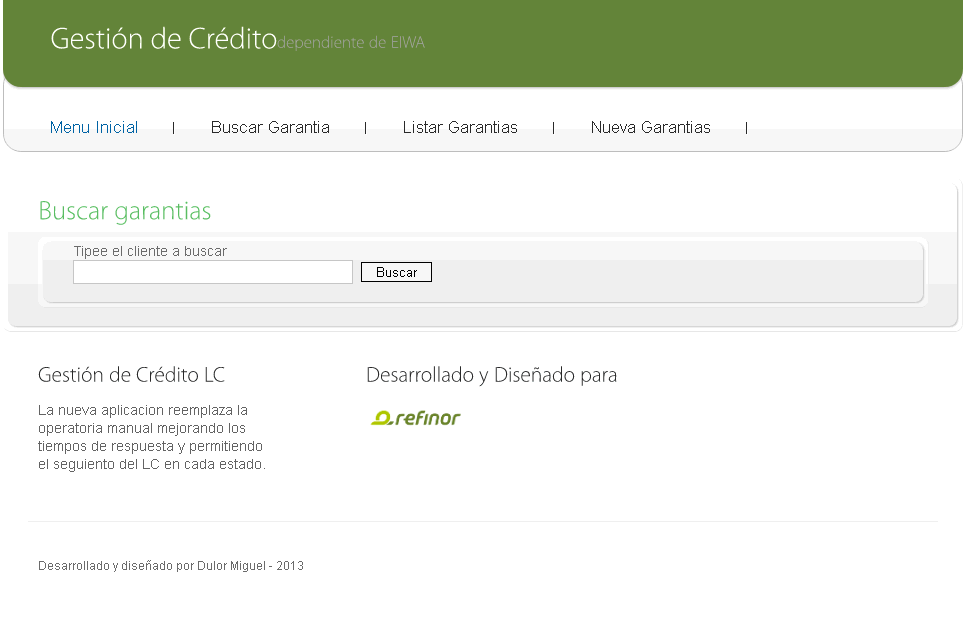 Gestión de Crédito dependiente de EIWA
Menu Inicial | Buscar Garantia | Listar Garantias | Nueva Garantias |
Buscar garantias
Tipee el cliente a buscar
Buscar
Gestión de Crédito LC
La nueva aplicacion reemplaza la
operatoria manual mejorando los
tiempos de respuesta y permitiendo
el seguiento del LC en cada estado.
Desarrollado y Diseñado para
refinor
Desarrollado y diseñado por Dulor Miguel - 2013